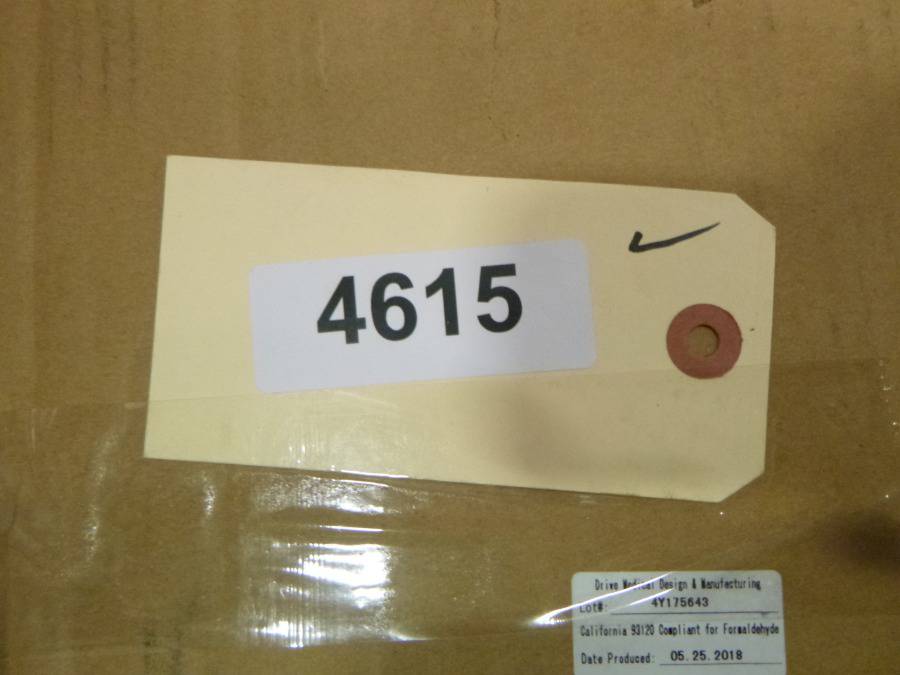 4615
Drive Medical Design & Manufacturing
Lot#: 4Y175643
California 93120 Compliant for Formaldehyde
Date Produced: 05.25.2018